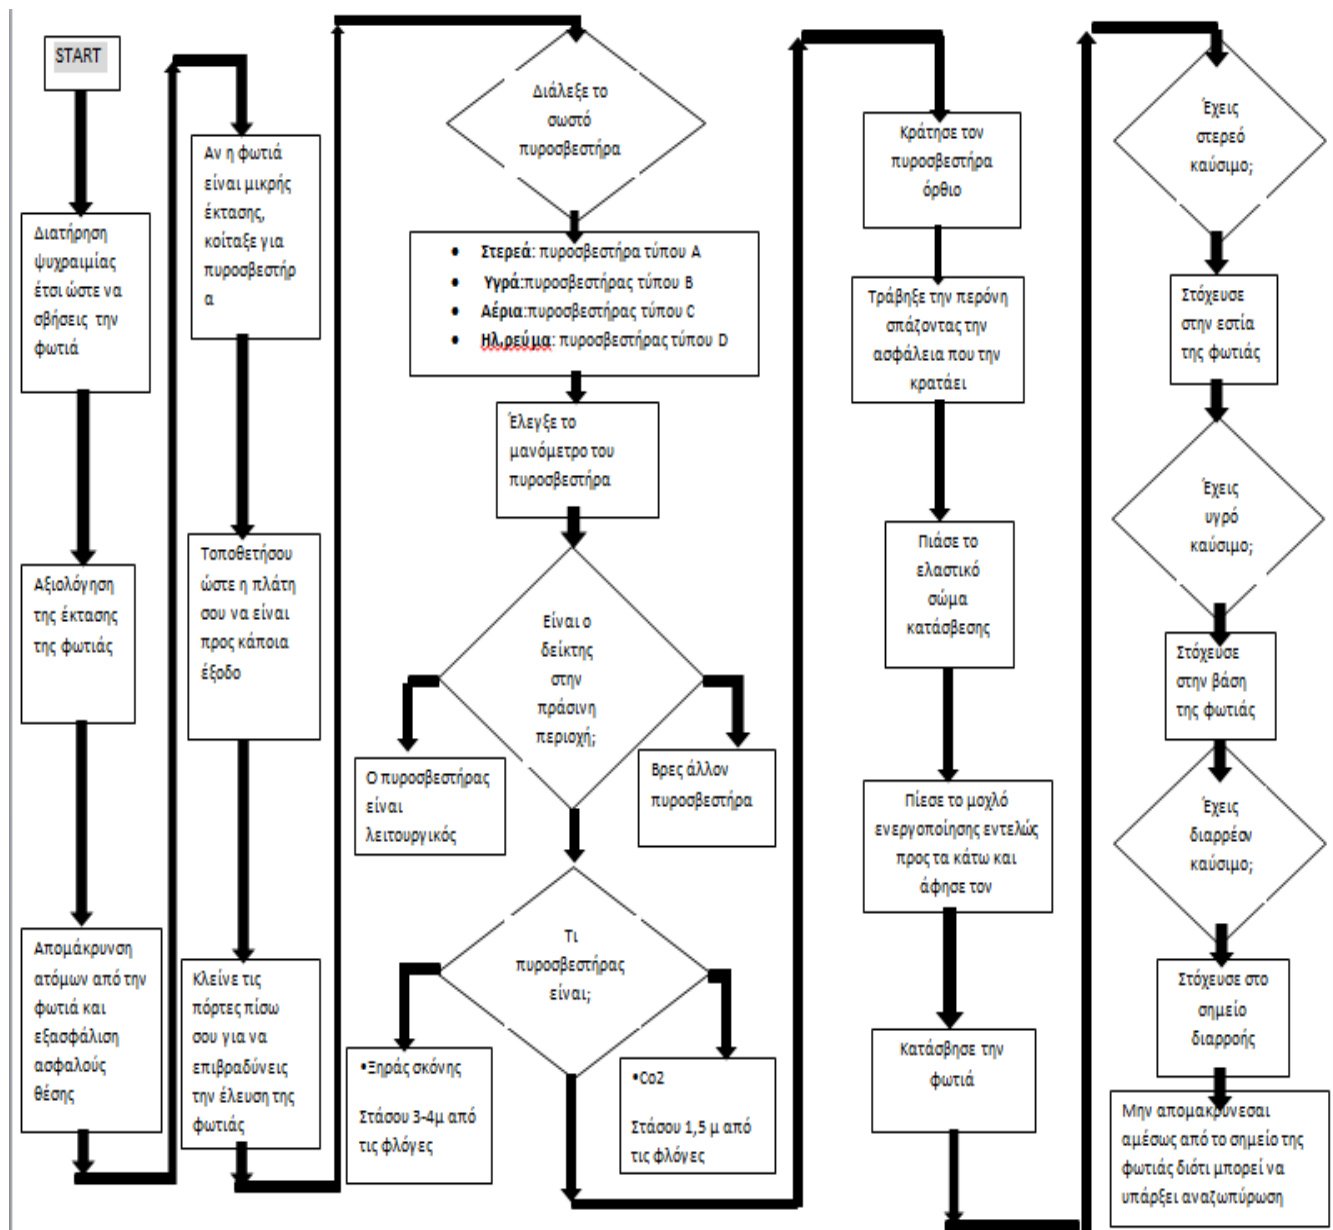 START
Διατήρηση
ψυχραιμίας
έτσι ώστε να
σβήσεις την
φωτιά
Αξιολόγηση
της έκτασης
της φωτιάς
Απομάκρυνση
ατόμων από την
φωτιά και
εξασφάλιση
ασφαλούς
θέσης
Αν η φωτιά
είναι μικρής
έκτασης,
κοίταξε για
πυροσβεστήρ
α
Τοποθετήσου
ώστε η πλάτη
σου να είναι
προς κάποια
έξοδο
Κλείνε τις
πόρτες πίσω
σου για να
επιβραδύνεις
την έλευση της
φωτιάς
Διάλεξε το
σωστό
πυροσβεστήρα
• Στερεά: πυροσβεστήρα τύπου Α
• Υγρά:πυροσβεστήρας τύπου Β
• Αέρια:πυροσβεστήρας τύπου C
• Ηλ.ρεύμα: πυροσβεστήρας τύπου D
Έλεγξε το
μανόμετρο του
πυροσβεστήρα
Είναι ο
δείκτης
στην
πράσινη
περιοχή;
Ο πυροσβεστήρας
είναι
λειτουργικός
Βρες άλλον
πυροσβεστήρα
Τι
πυροσβεστήρας
είναι;
•Ξηράς σκόνης
Στάσου 3-4μ από
τις φλόγες
•Co2
Στάσου 1,5 μ από
τις φλόγες
Κράτησε τον
πυροσβεστήρα
όρθιο
Τράβηξε την περόνη
σπάζοντας την
ασφάλεια που την
κρατάει
Πιάσε το
ελαστικό
σώμα
κατάσβεσης
Πίεσε το μοχλό
ενεργοποίησης εντελώς
προς τα κάτω και
άφησε τον
Κατάσβησε την
φωτιά
Έχεις
στερεό
καύσιμο;
Στόχευσε
στην εστία
της φωτιάς
Έχεις
υγρό
καύσιμο;
Στόχευσε
στην βάση
της φωτιάς
Έχεις
διαρρέον
καύσιμο;
Στόχευσε στο
σημείο
διαρροής
Μην απομακρύνεσαι
αμέσως από το σημείο της
φωτιάς διότι μπορεί να
υπάρξει αναζωπύρωση